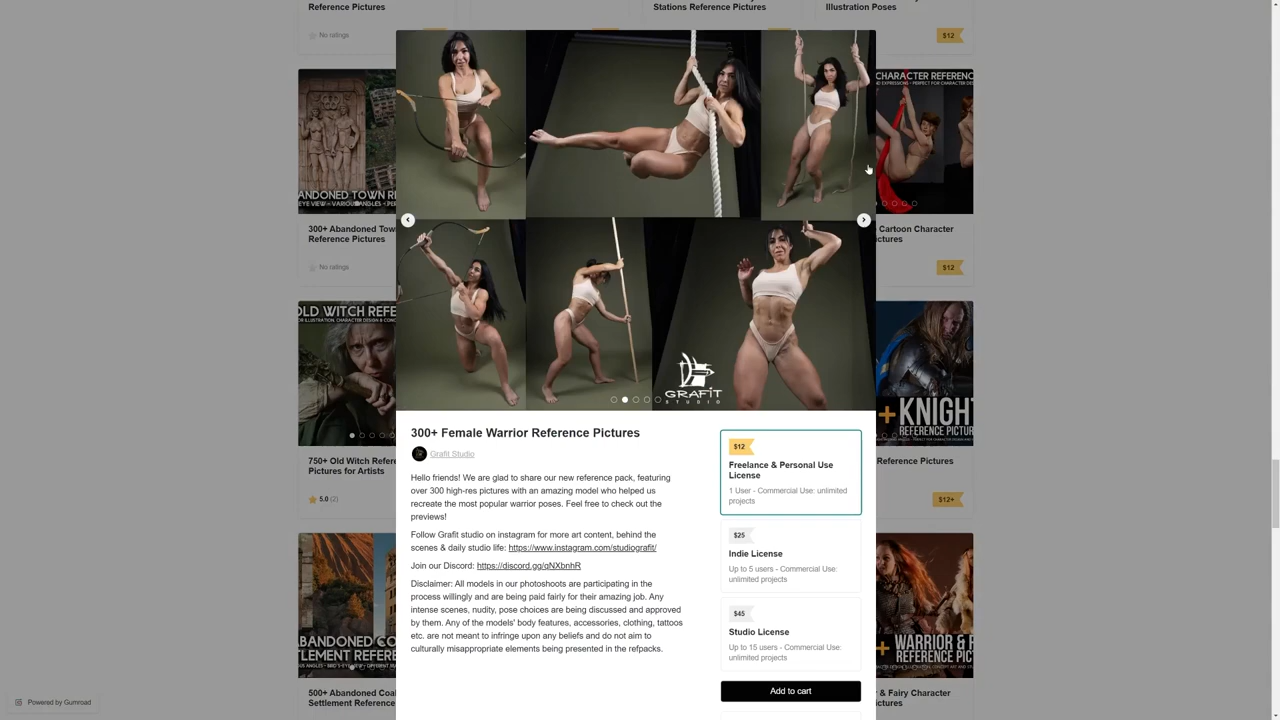 Reference Pictures
Stations Reference Pictures
Illustration Poses
No ratings
$12
CHARACTER REFERENC
ANDONED TOWN R
300+ Abandoned Tow
Reference Pictures
No ratings
Cartoon Character
ctures
$12
OLD WITCH REFE
750+ Old Witch Refere
Pictures for Artists
5.0 (2)
KNIGH
REFERENCE PIC
Reference Pictures
$12+
GRAFIT
STUDIO
300+ Female Warrior Reference Pictures
Grafit Studio
Hello friends! We are glad to share our new reference pack, featuring
over 300 high-res pictures with an amazing model who helped us
recreate the most popular warrior poses. Feel free to check out the
previews!
Follow Grafit studio on instagram for more art content, behind the
scenes & daily studio life: https://www.instagram.com/studiografit/
Join our Discord: https://discord.gg/qNXbnhR
Disclaimer: All models in our photoshoots are participating in the
process willingly and are being paid fairly for their amazing job. Any
intense scenes, nudity, pose choices are being discussed and approved
by them. Any of the models' body features, accessories, clothing, tattoos
etc. are not meant to infringe upon any beliefs and do not aim to
culturally misappropriate elements being presented in the refpacks.
$12
Freelance & Personal Use
License
1 User - Commercial Use: unlimited
projects
$25
Indie License
Up to 5 users - Commercial Use:
unlimited projects
$45
Studio License
Up to 15 users - Commercial Use:
unlimited projects
Add to cart
ANDONED COA
TLEMENT REFERENCE
500+ Abandoned Coa
Settlement Reference
WARRIOR & F
REFERENCE PICT
& Fairy Character
ctures
Powered by Gumroad